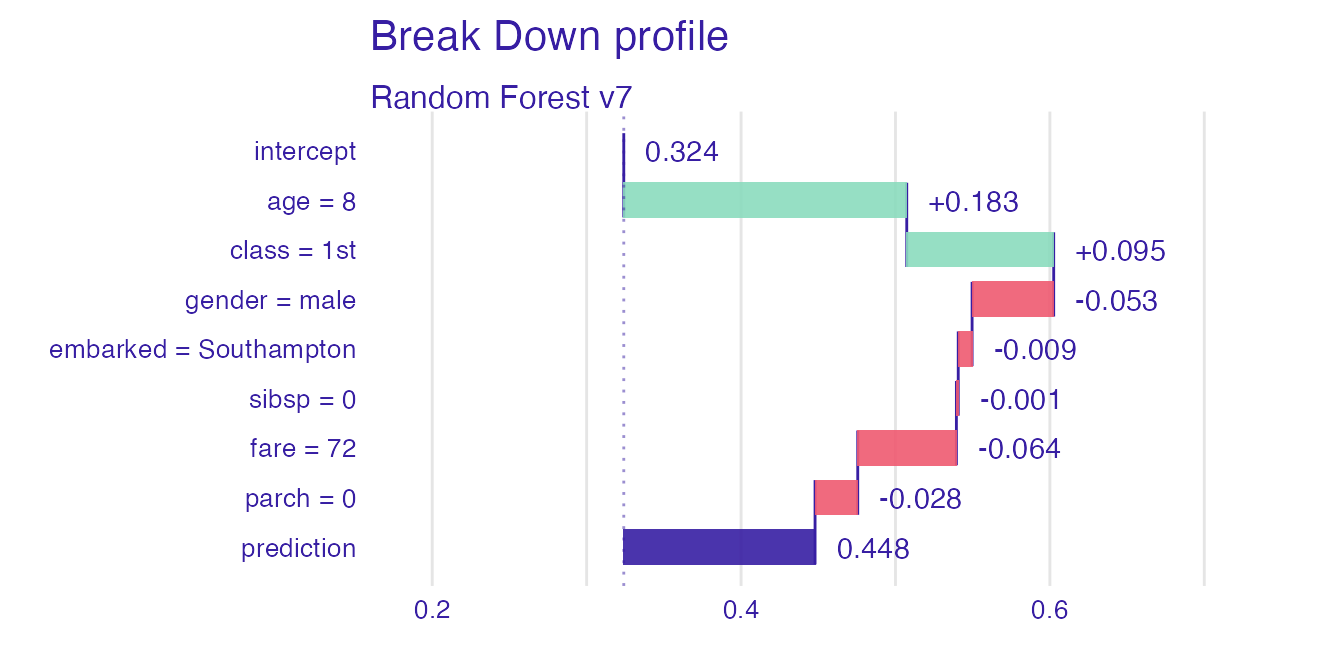 Break Down profile
Random Forest v7
intercept 0.324
age = 8 +0.183
class = 1st +0.095
gender = male -0.053
embarked = Southampton -0.009
sibsp = 0 -0.001
fare = 72 -0.064
parch = 0 -0.028
prediction 0.448
0.2 0.4 0.6